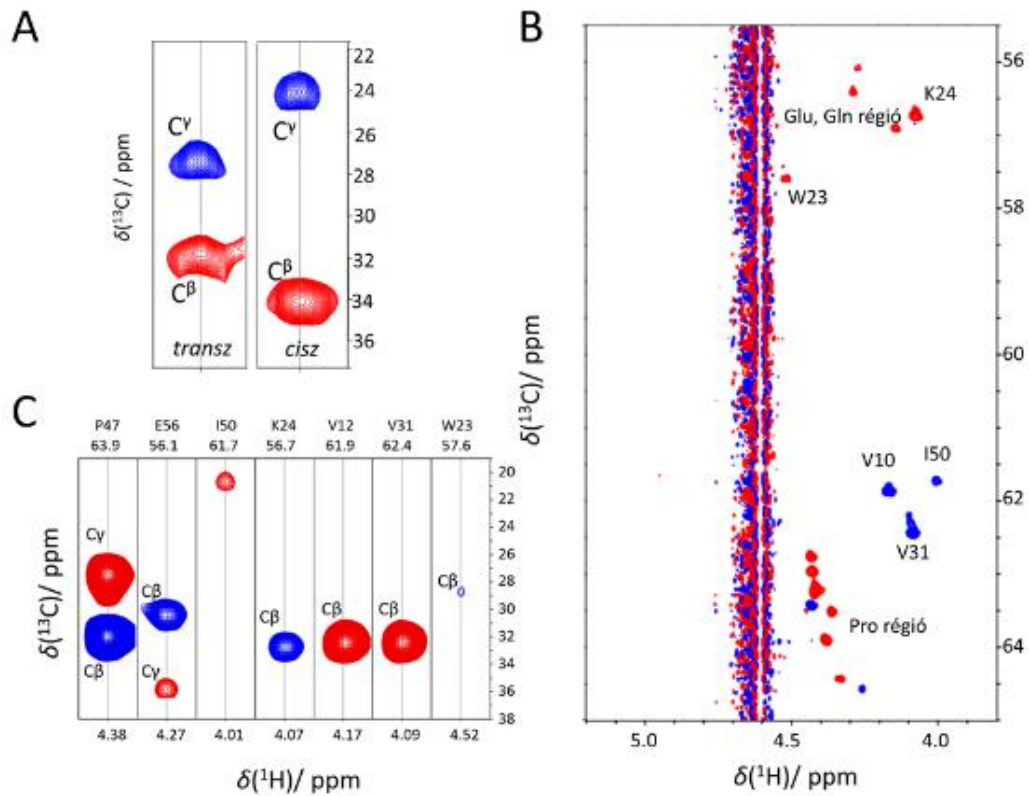 A
22
24
26
28
30
32
34
36
δ(¹³C) / ppm
Cᵞ
Cᵝ
transz
Cᵞ
Cᵝ
cisz
B
56
58
60
62
64
δ(¹³C)/ ppm
K24
Glu, Gln régió
W23
V10
I50
V31
Pro régió
5.0 4.5 4.0
δ(¹H)/ ppm
C
P47 E56 I50 K24 V12 V31 W23
63.9 56.1 61.7 56.7 61.9 62.4 57.6
20
22
24
26
28
30
32
34
36
38
δ(¹³C)/ ppm
Cγ
Cβ
Cβ
Cγ
Cβ
Cβ
Cβ
Cβ
4.38 4.27 4.01 4.07 4.17 4.09 4.52
δ(¹H)/ ppm